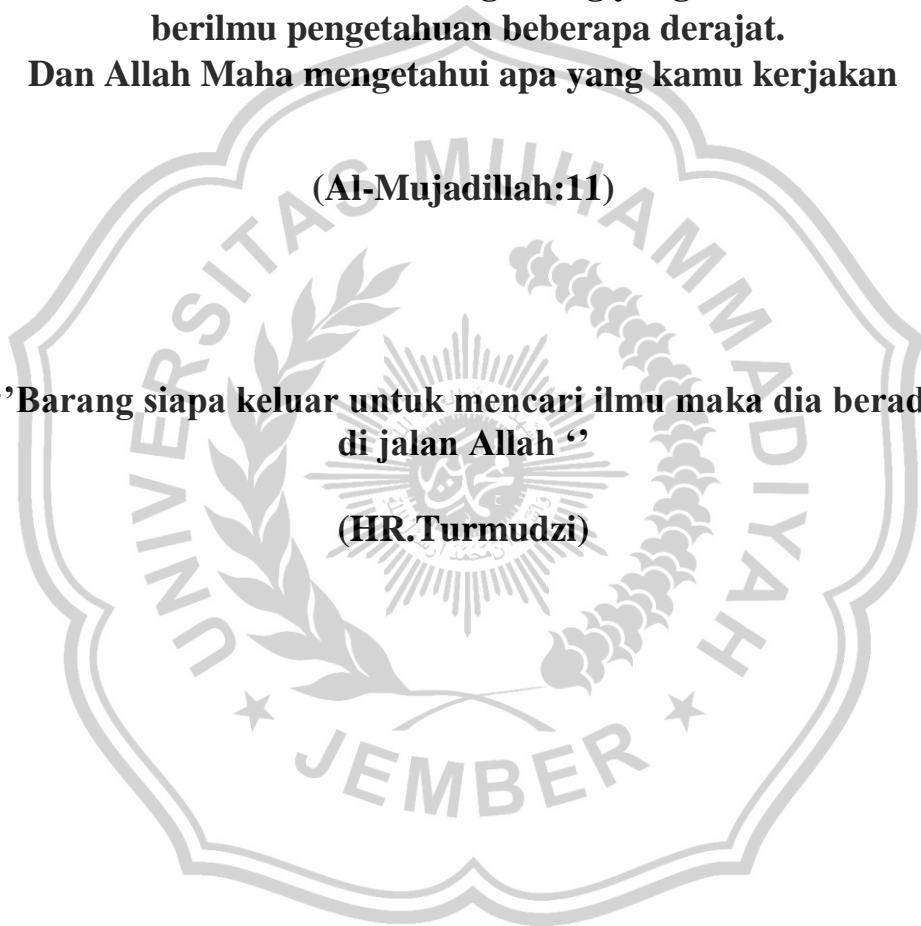 berilmu pengetahuan beberapa derajat.
Dan Allah Maha mengetahui apa yang kamu kerjakan
(Al-Mujadillah:11)
’Barang siapa keluar untuk mencari ilmu maka dia berad
di jalan Allah ‘’
(HR.Turmudzi)
UNIVERSITAS MUHAMMADIYAH
JEMBER